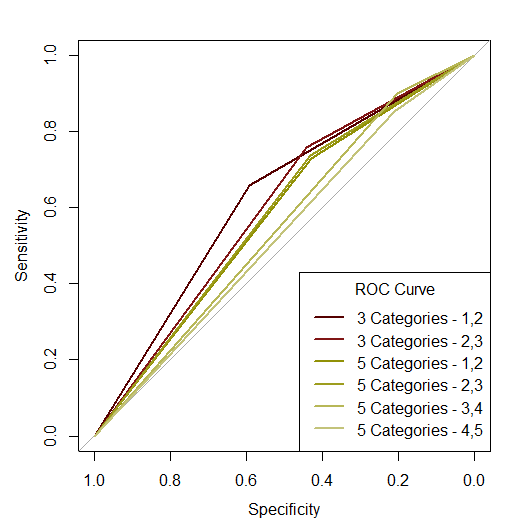 1.0
0.8
0.6
0.4
0.2
0.0
Sensitivity
ROC Curve
3 Categories - 1,2
3 Categories - 2,3
5 Categories - 1,2
5 Categories - 2,3
5 Categories - 3,4
5 Categories - 4,5
1.0 0.8 0.6 0.4 0.2 0.0
Specificity